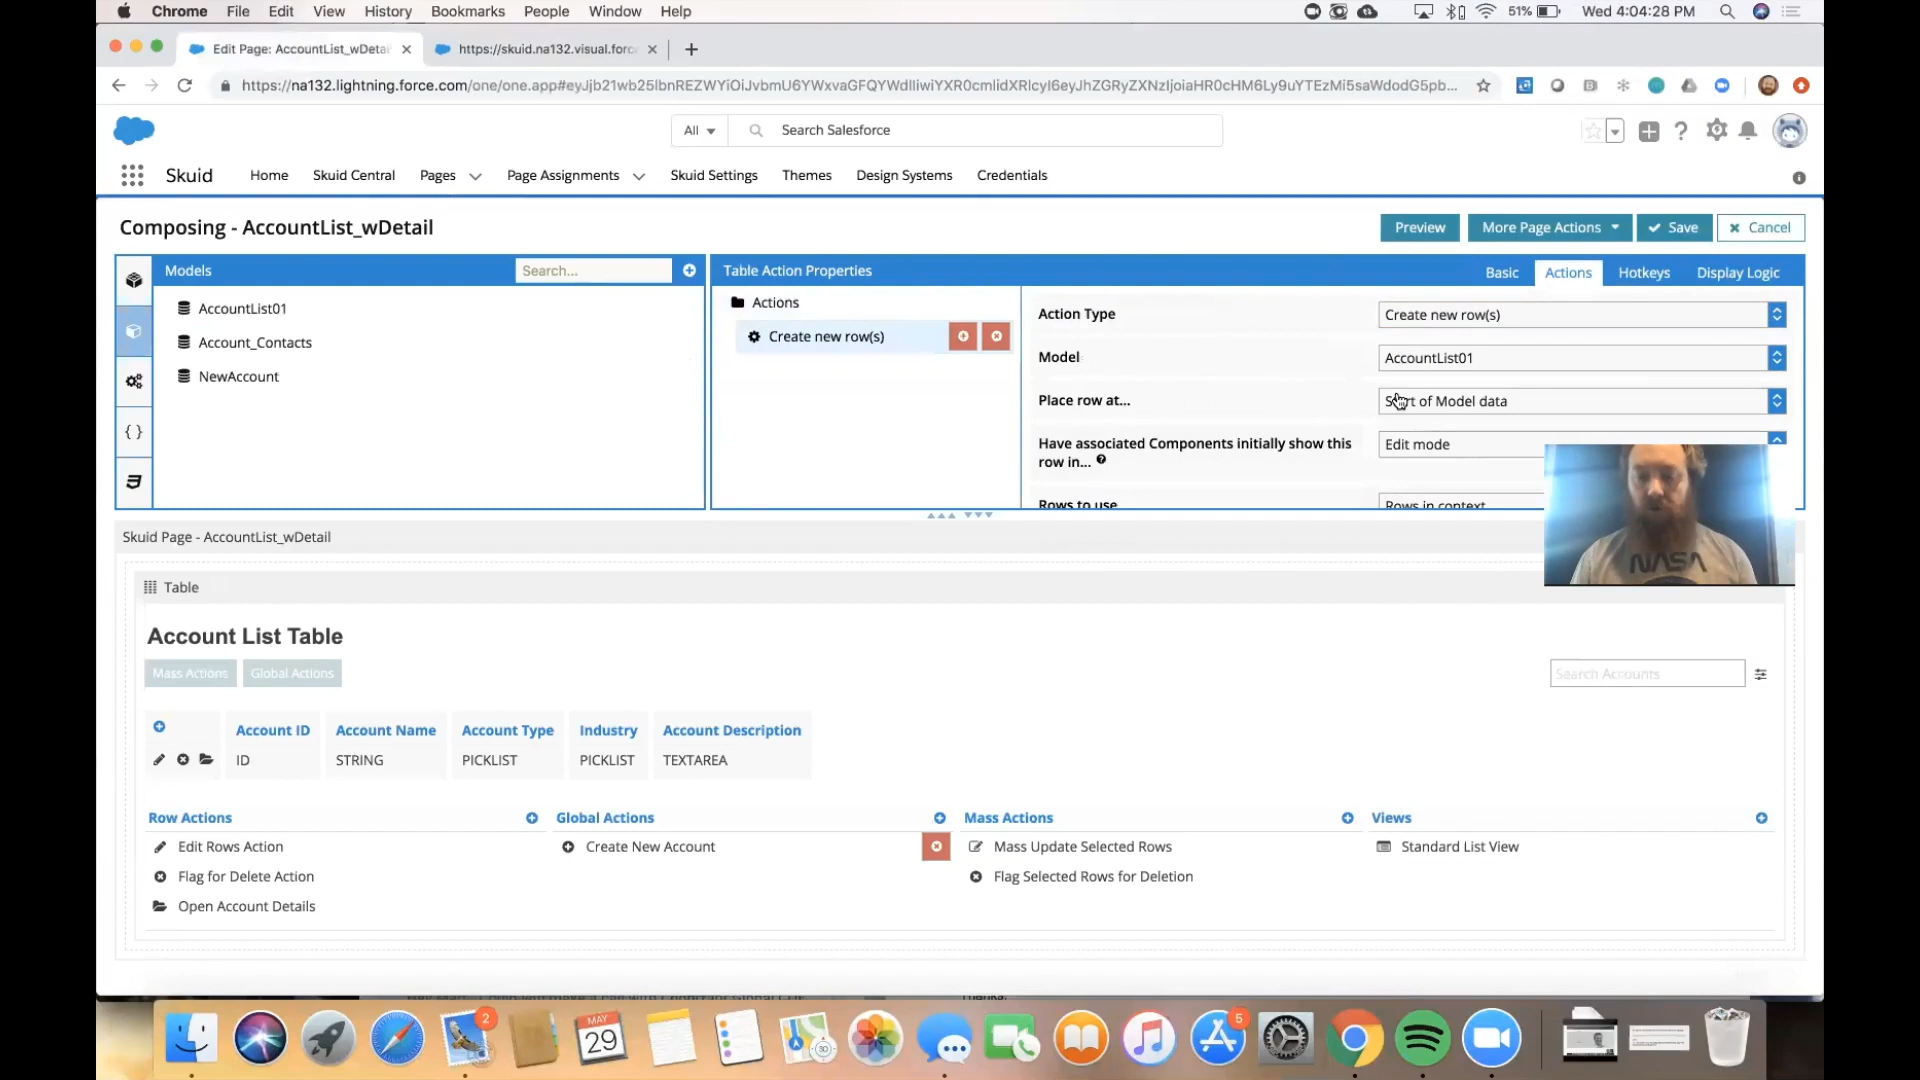 Chrome File Edit View History Bookmarks People Window Help 51% Wed 4:04:28 PM
Edit Page: AccountList_wDetai https://skuid.na132.visual.forc
https://na132.lightning.force.com/one/one.app#eyJjb21wb25lbnREZWYiOiJvbmU6YWxvaGFQYWdlIiwiYXR0cmlidXRlcyI6eyJhZGRyZXNzIjoiaHR0cHM6Ly9uYTEzMi5saWdodG5pb...
All Search Salesforce
Skuid Home Skuid Central Pages Page Assignments Skuid Settings Themes Design Systems Credentials
Composing - AccountList_wDetail Preview More Page Actions Save Cancel
Models Search... Table Action Properties Basic Actions Hotkeys Display Logic
AccountList01
Account_Contacts
NewAccount
Actions
Create new row(s)
Action Type Create new row(s)
Model AccountList01
Place row at... Start of Model data
Have associated Components initially show this
row in... Edit mode
Rows to use Rows in context
NASA
Skuid Page - AccountList_wDetail
Table
Account List Table
Mass Actions Global Actions Search Accounts
Account ID Account Name Account Type Industry Account Description
ID STRING PICKLIST PICKLIST TEXTAREA
Row Actions Global Actions Mass Actions Views
Edit Rows Action Create New Account Mass Update Selected Rows Standard List View
Flag for Delete Action Flag Selected Rows for Deletion
Open Account Details
Thanks.
2 MAY 29 5